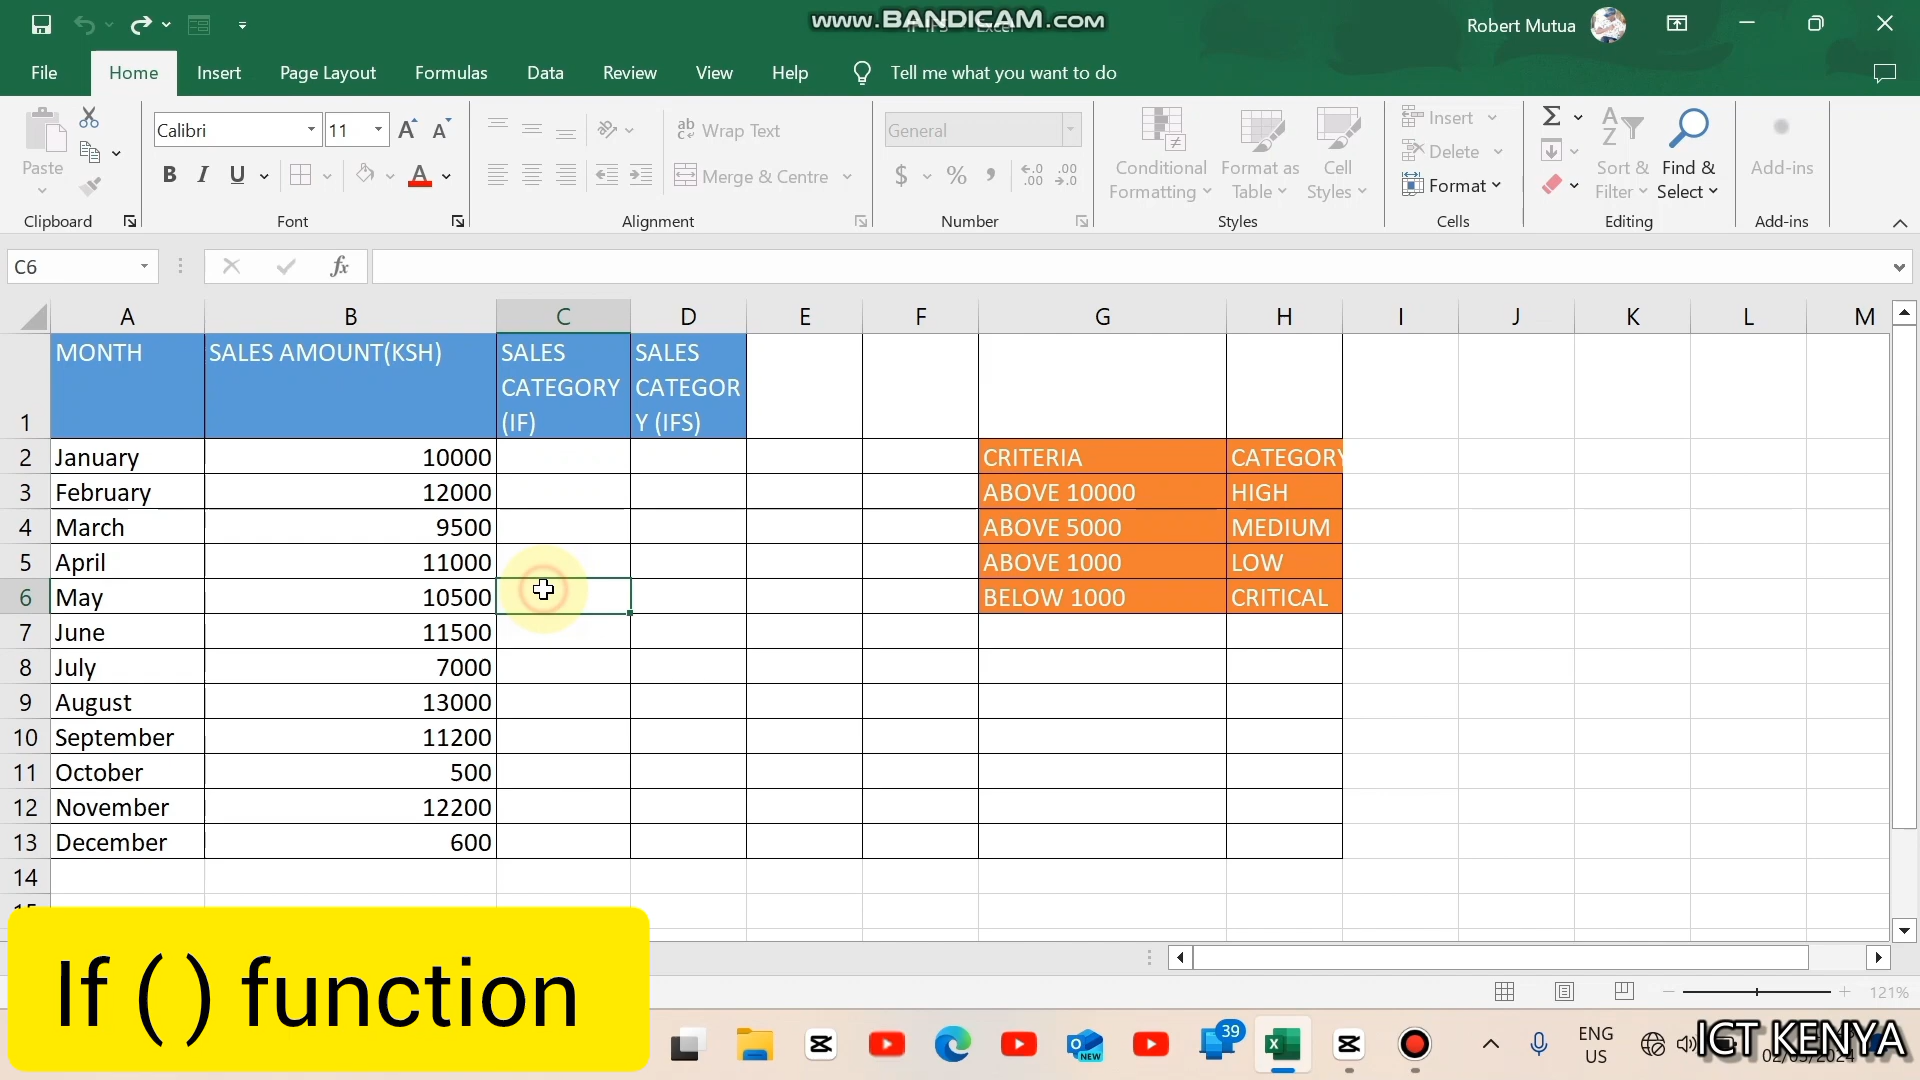 www.BANDICAM.com
Robert Mutua
File Home Insert Page Layout Formulas Data Review View Help Tell me what you want to do
Paste
Clipboard
Calibri 11
B I U A
Font
ab Wrap Text
Merge & Centre
Alignment
General
$ % , .00
Number
Conditional Formatting
Format as Table
Cell Styles
Styles
Insert
Delete
Format
Cells
Sort & Filter
Find & Select
Editing
Add-ins
Add-ins
C6 fx
A B C D E F G H I J K L M
1 MONTH SALES AMOUNT(KSH) SALES CATEGORY (IF) SALES CATEGORY (IFS)
2 January 10000 CRITERIA CATEGORY
3 February 12000 ABOVE 10000 HIGH
4 March 9500 ABOVE 5000 MEDIUM
5 April 11000 ABOVE 1000 LOW
6 May 10500 BELOW 1000 CRITICAL
7 June 11500
8 July 7000
9 August 13000
10 September 11200
11 October 500
12 November 12200
13 December 600
14
If ( ) function
121%
39
NEW
ENG
US
ICT KENYA